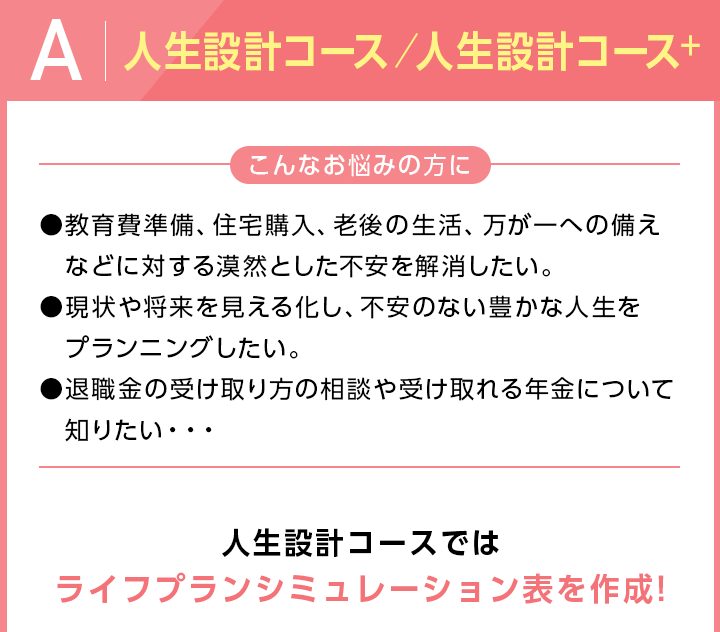 A 人生設計コース／人生設計コース+
こんなお悩みの方に
●教育費準備、住宅購入、老後の生活、万が一への備え
などに対する漠然とした不安を解消したい。
●現状や将来を見える化し、不安のない豊かな人生を
プランニングしたい。
●退職金の受け取り方の相談や受け取れる年金について
知りたい・・・
人生設計コースでは
ライフプランシミュレーション表を作成!